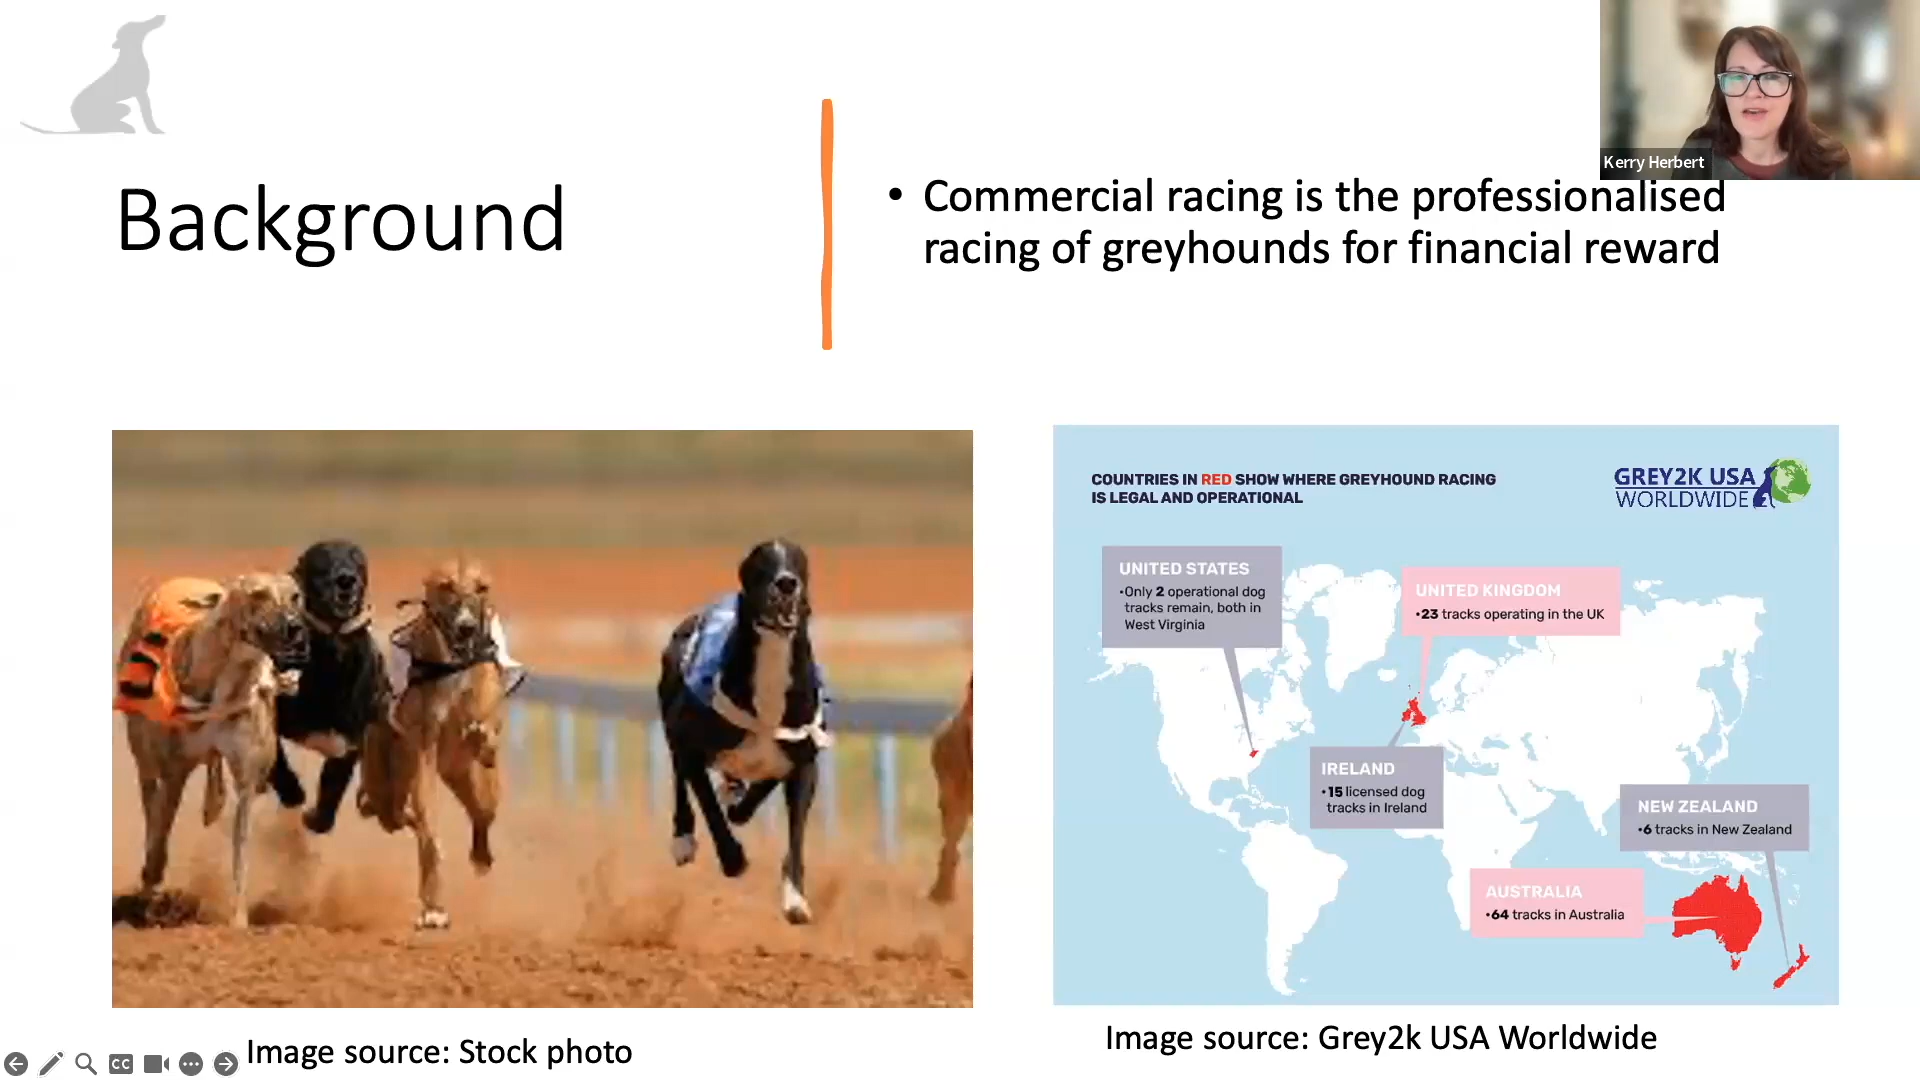 Kerry Herbert
Background
• Commercial racing is the professionalised
racing of greyhounds for financial reward
COUNTRIES IN RED SHOW WHERE GREYHOUND RACING
IS LEGAL AND OPERATIONAL
GREY2K USA
WORLDWIDE
UNITED STATES
•Only 2 operational dog
tracks remain, both in
West Virginia
UNITED KINGDOM
•23 tracks operating in the UK
IRELAND
•15 licensed dog
tracks in Ireland
NEW ZEALAND
•6 tracks in New Zealand
AUSTRALIA
•64 tracks in Australia
Image source: Stock photo
Image source: Grey2k USA Worldwide
CC